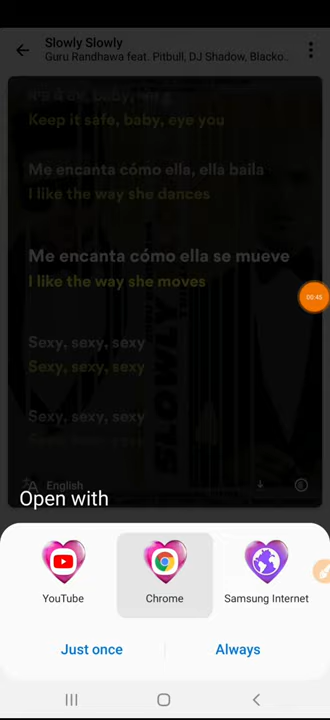 Slowly Slowly
Guru Randhawa feat. Pitbull, DJ Shadow, Blacko..
Keep it safe, baby, eye you
Me encanta cómo ella, ella baila
I like the way she dances
Me encanta cómo ella se mueve
I like the way she moves
Sexy, sexy, sexy
Sexy, sexy, sexy
Sexy, sexy, sexy
SLOWLY
English
Open with
00:45
YouTube
Chrome
Samsung Internet
Just once
Always